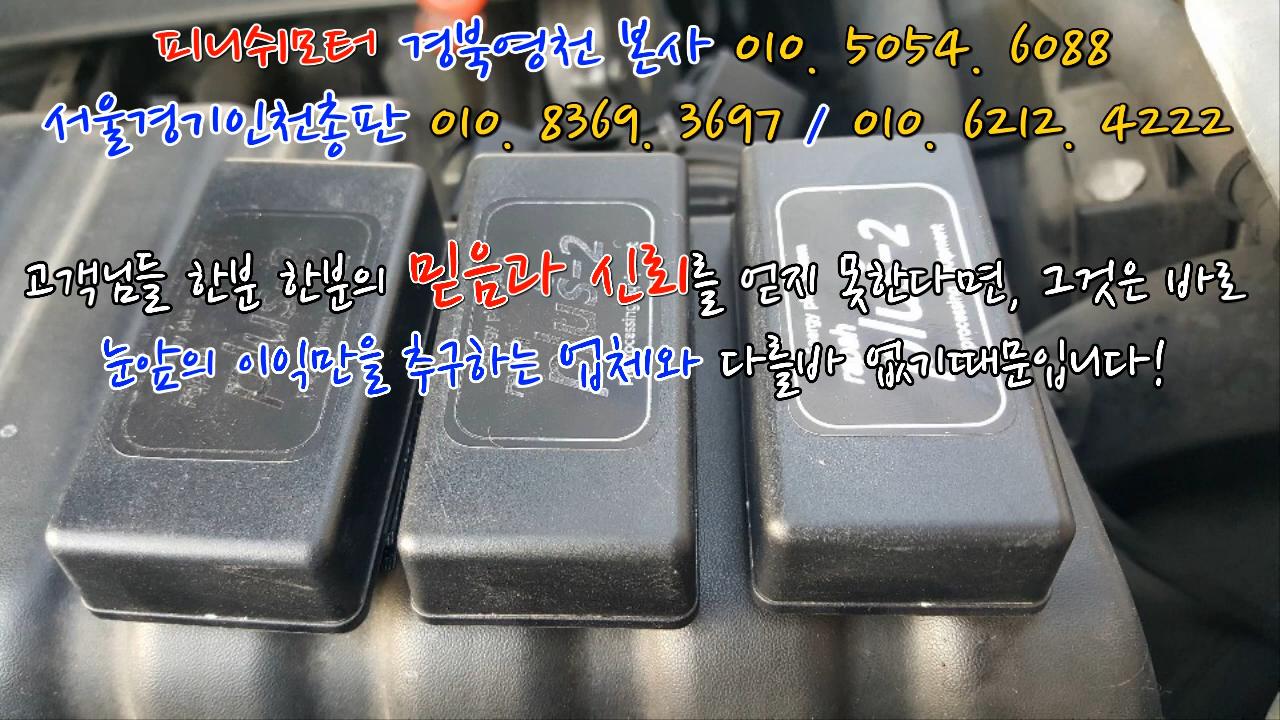 피니쉬모터 경북영천 본사 010. 5054. 6088
서울경기인천총판 010. 8369. 3697 / 010. 6212. 4222
고객님들 한분 한분의 믿음과 신뢰를 얻지 못한다면, 그것은 바로
눈앞의 이익만을 추구하는 업체와 다를바 없기때문입니다!
plus-2
plus-2